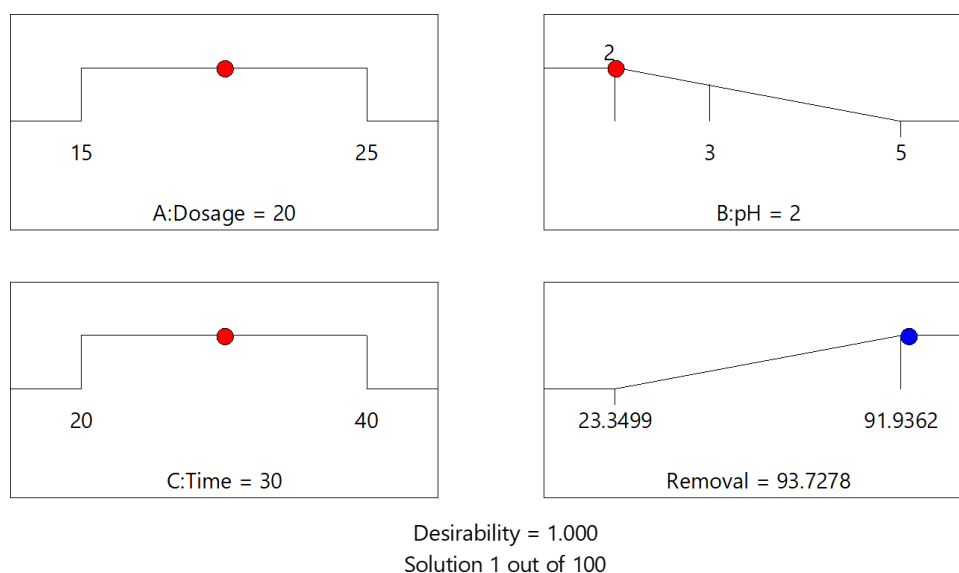 15
25
A:Dosage = 20
2
3
5
B:pH = 2
20
40
C:Time = 30
23.3499
91.9362
Removal = 93.7278
Desirability = 1.000
Solution 1 out of 100